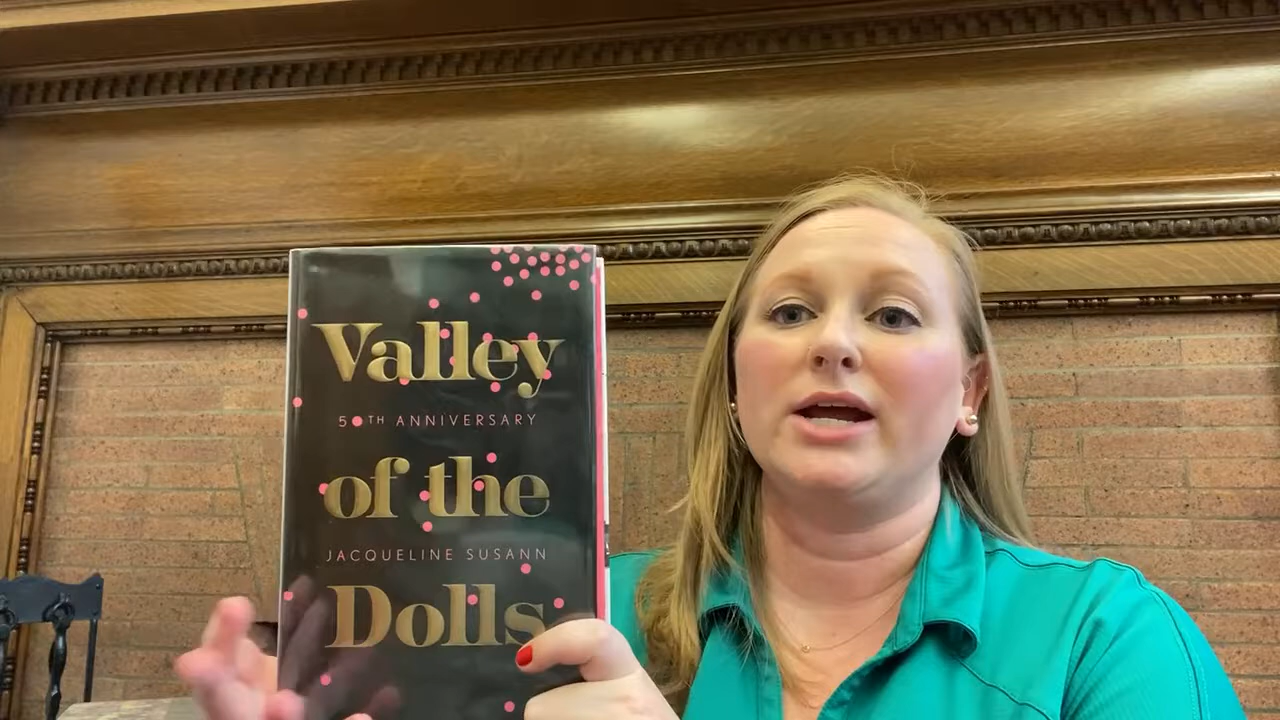 Valley
50TH ANNIVERSARY
of the
JACQUELINE SUSANN
Dolls